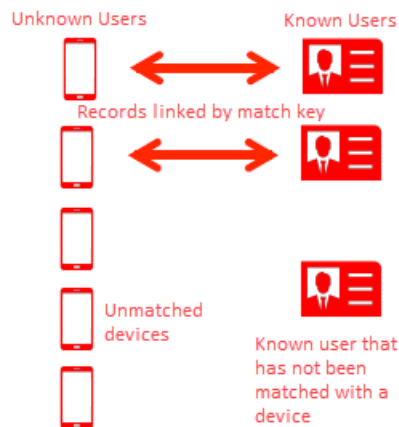 Unknown Users
Known Users
Records linked by match key
Unmatched
devices
Known user that
has not been
matched with a
device